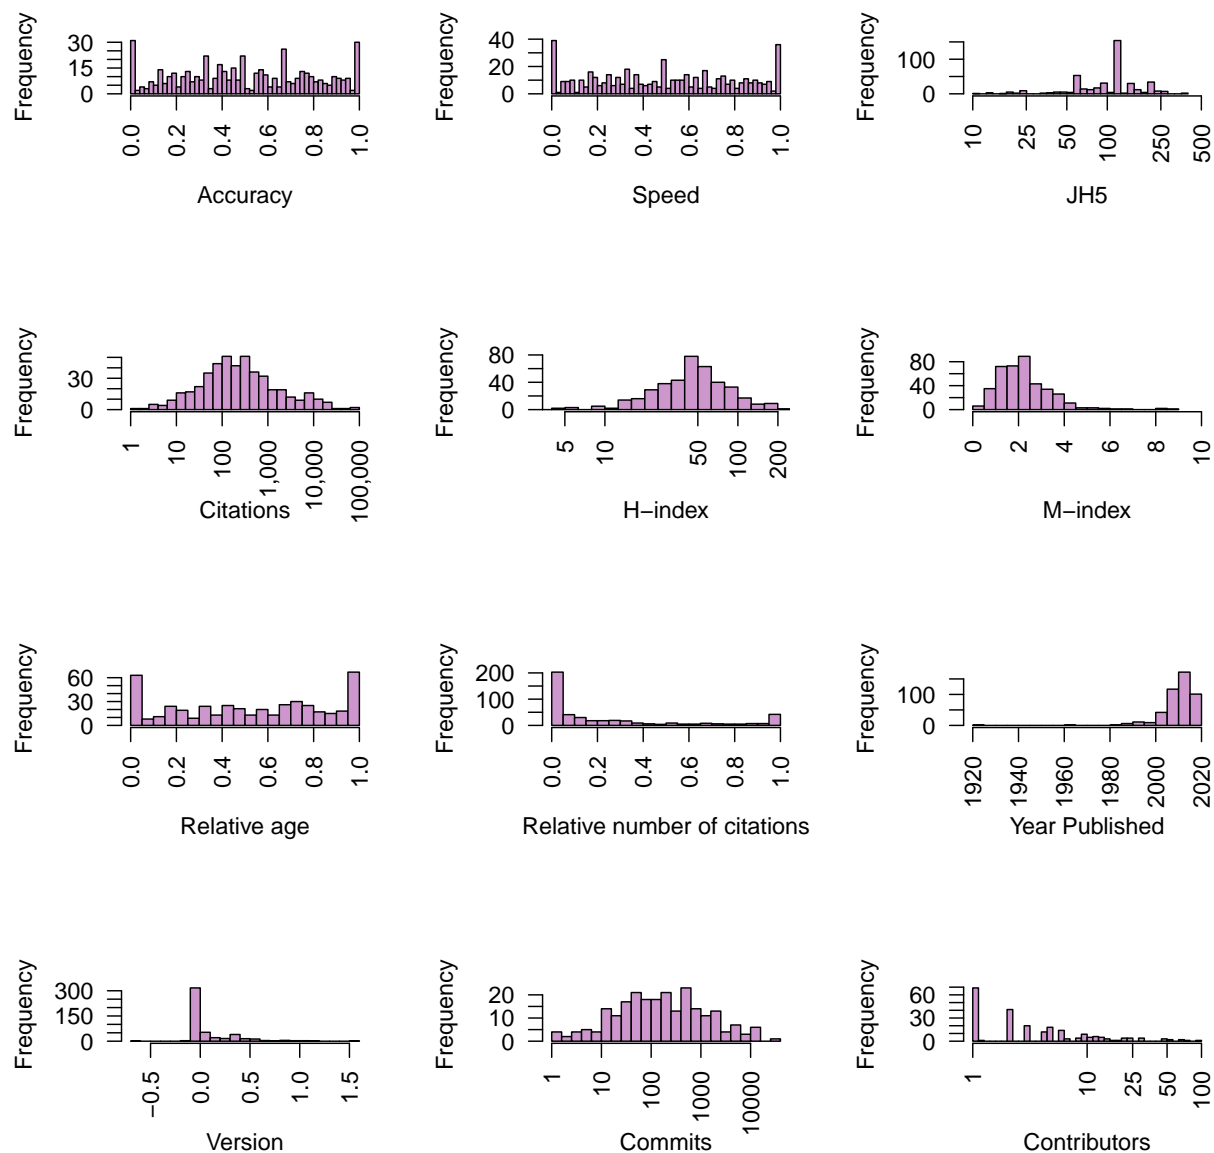 Frequency
30
15
0
0.0 0.2 0.4 0.6 0.8 1.0
Accuracy
Frequency
40
20
0
0.0 0.2 0.4 0.6 0.8 1.0
Speed
Frequency
100
0
10 25 50 100 250 500
JH5
Frequency
30
0
1 10 100 1,000 10,000 100,000
Citations
Frequency
80
40
0
5 10 50 100 200
H−index
Frequency
80
40
0
0 2 4 6 8 10
M−index
Frequency
60
30
0
0.0 0.2 0.4 0.6 0.8 1.0
Relative age
Frequency
200
100
0
0.0 0.2 0.4 0.6 0.8 1.0
Relative number of citations
Frequency
100
0
1920 1940 1960 1980 2000 2020
Year Published
Frequency
300
150
0
−0.5 0.0 0.5 1.0 1.5
Version
Frequency
20
10
0
1 10 100 1000 10000
Commits
Frequency
60
30
0
1 10 25 50 100
Contributors